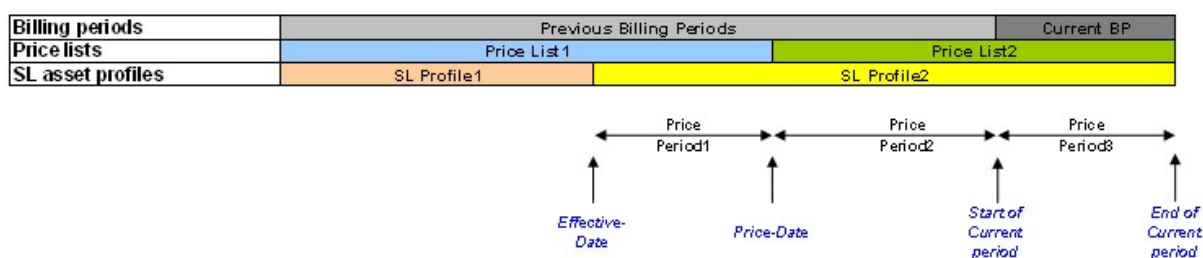 Billing periods Previous Billing Periods Current BP
Price lists Price List1 Price List2
SL asset profiles SL Profile1 SL Profile2
Price Price Price
Period1 Period2 Period3
Effective-
Date
Price-Date
Start of
Current
period
End of
Current
period